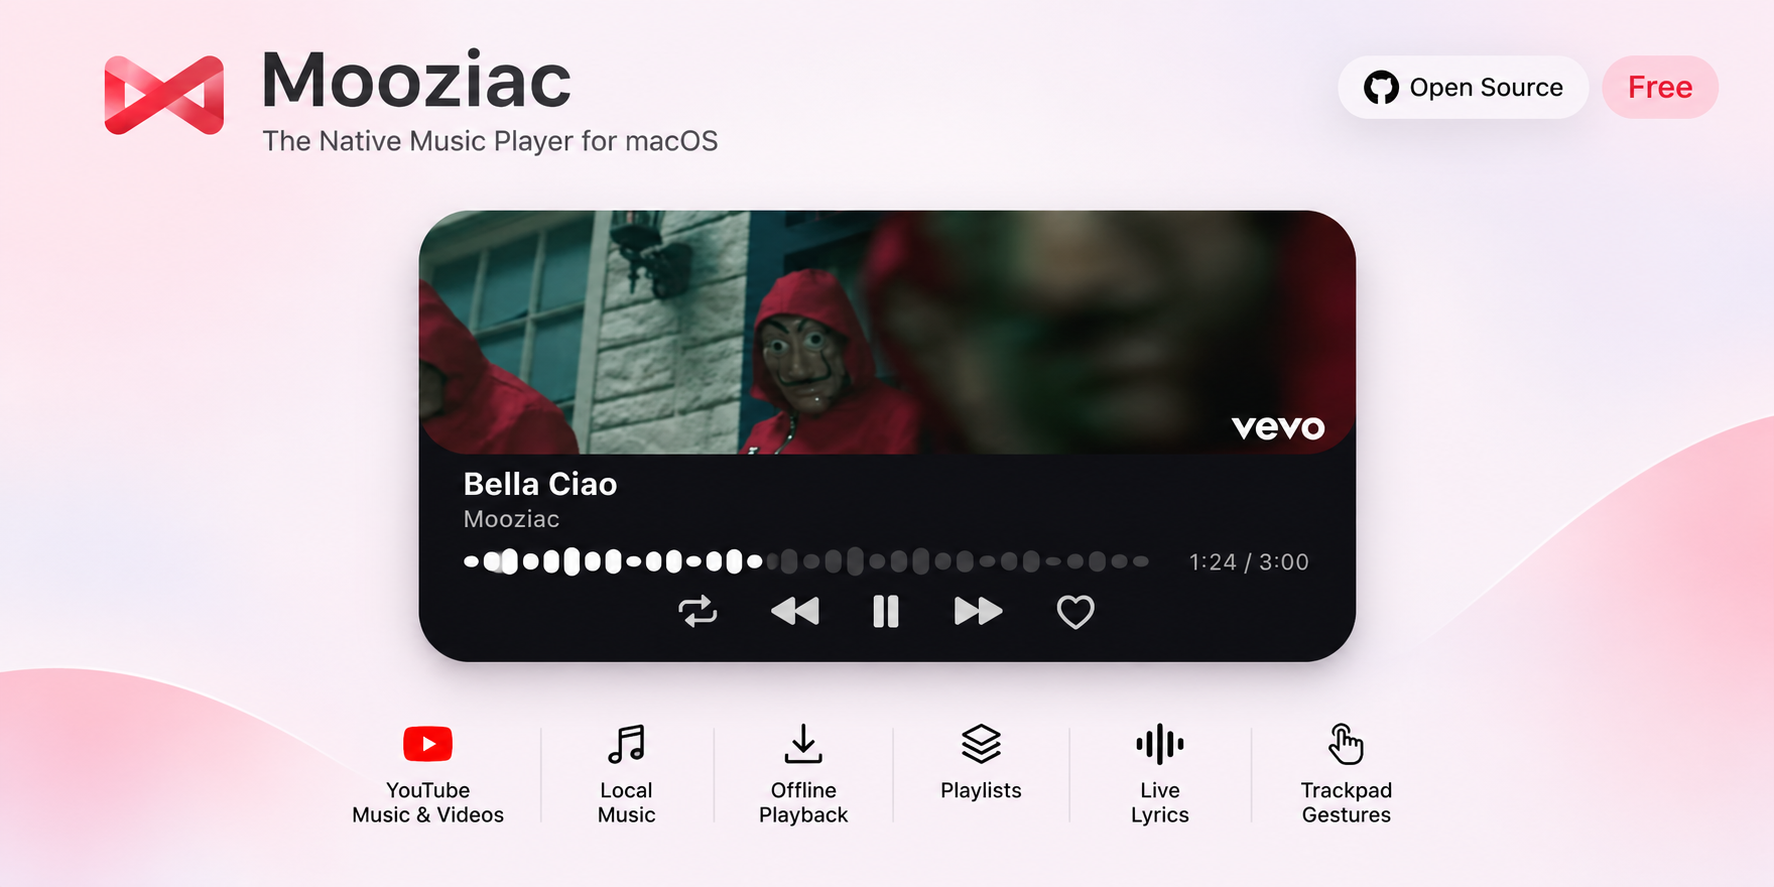 Mooziac
The Native Music Player for macOS
Open Source
Free
vevo
Bella Ciao
Mooziac
1:24 / 3:00
YouTube
Music & Videos
Local
Music
Offline
Playback
Playlists
Live
Lyrics
Trackpad
Gestures